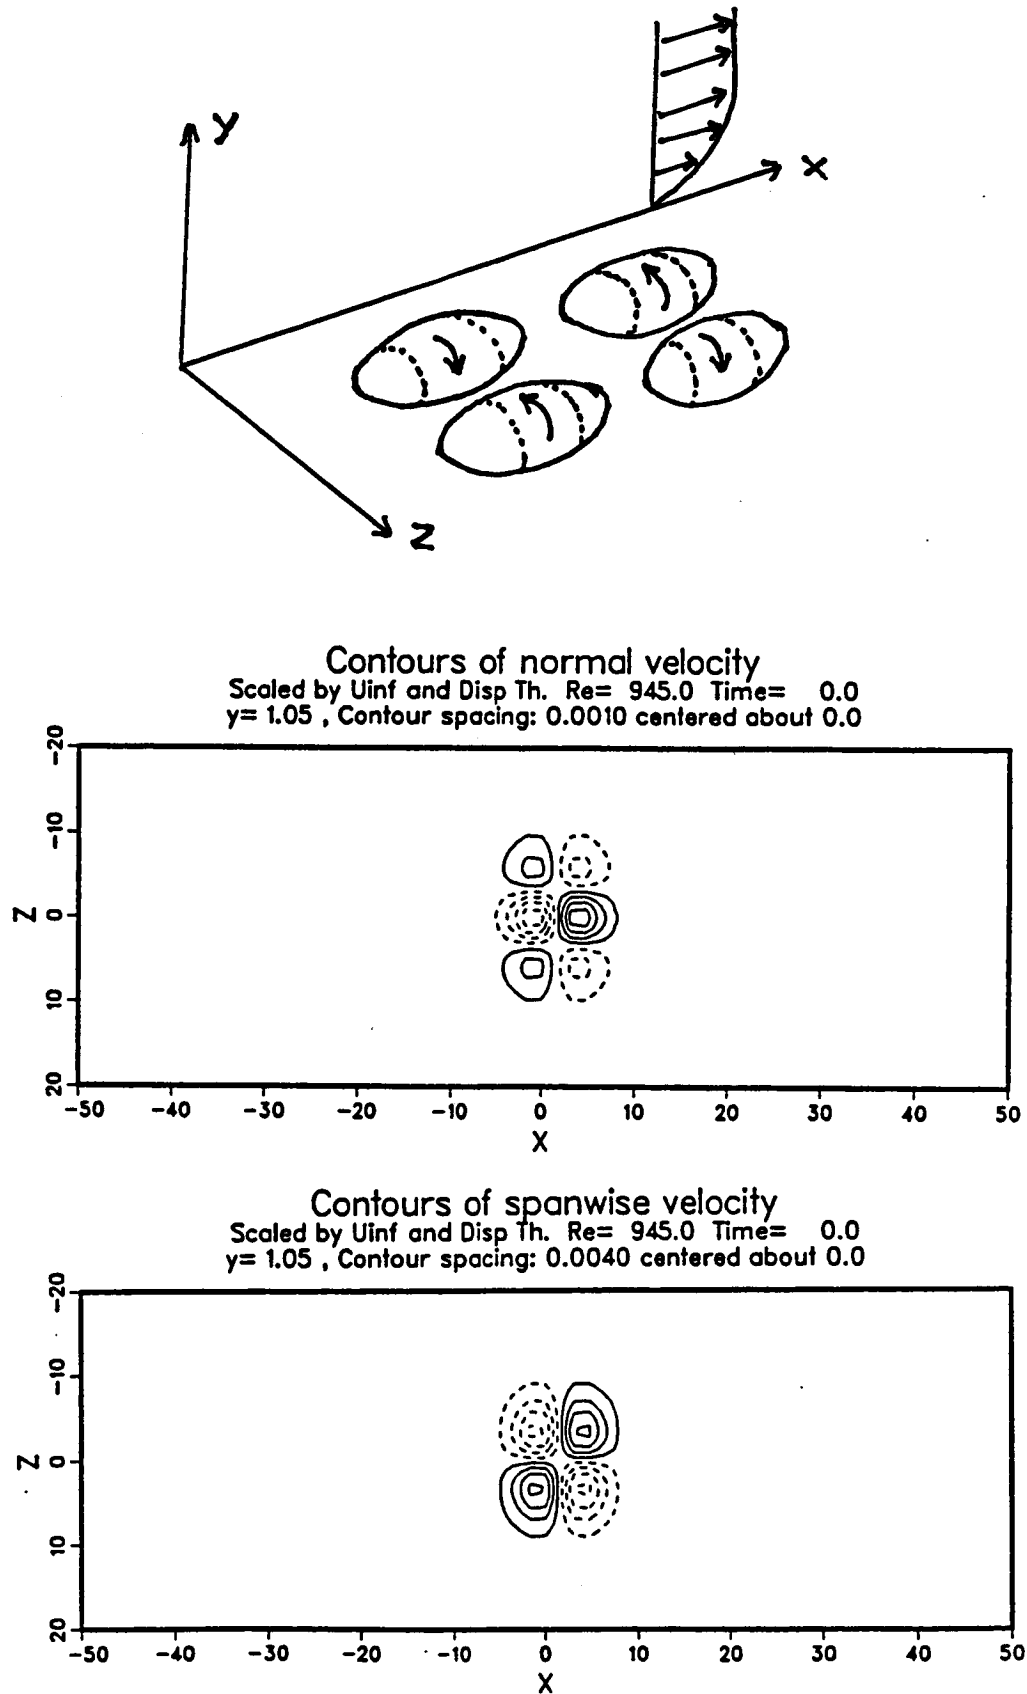 y
x
z
Contours of normal velocity
Scaled by Uinf and Disp Th. Re= 945.0 Time= 0.0
y= 1.05 , Contour spacing: 0.0010 centered about 0.0
-20
-10
Z 0
10
20
-50 -40 -30 -20 -10 0 10 20 30 40 50
X
Contours of spanwise velocity
Scaled by Uinf and Disp Th. Re= 945.0 Time= 0.0
y= 1.05 , Contour spacing: 0.0040 centered about 0.0
-20
-10
Z 0
10
20
-50 -40 -30 -20 -10 0 10 20 30 40 50
X